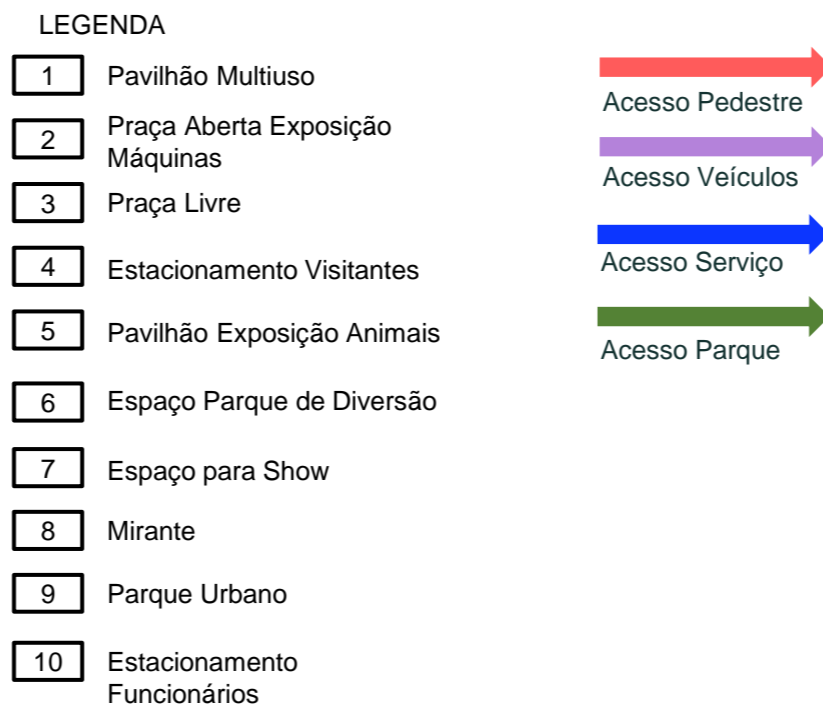 LEGENDA
1 Pavilhão Multiuso
2 Praça Aberta Exposição
Máquinas
3 Praça Livre
4 Estacionamento Visitantes
5 Pavilhão Exposição Animais
6 Espaço Parque de Diversão
7 Espaço para Show
8 Mirante
9 Parque Urbano
10 Estacionamento
Funcionários
Acesso Pedestre
Acesso Veículos
Acesso Serviço
Acesso Parque